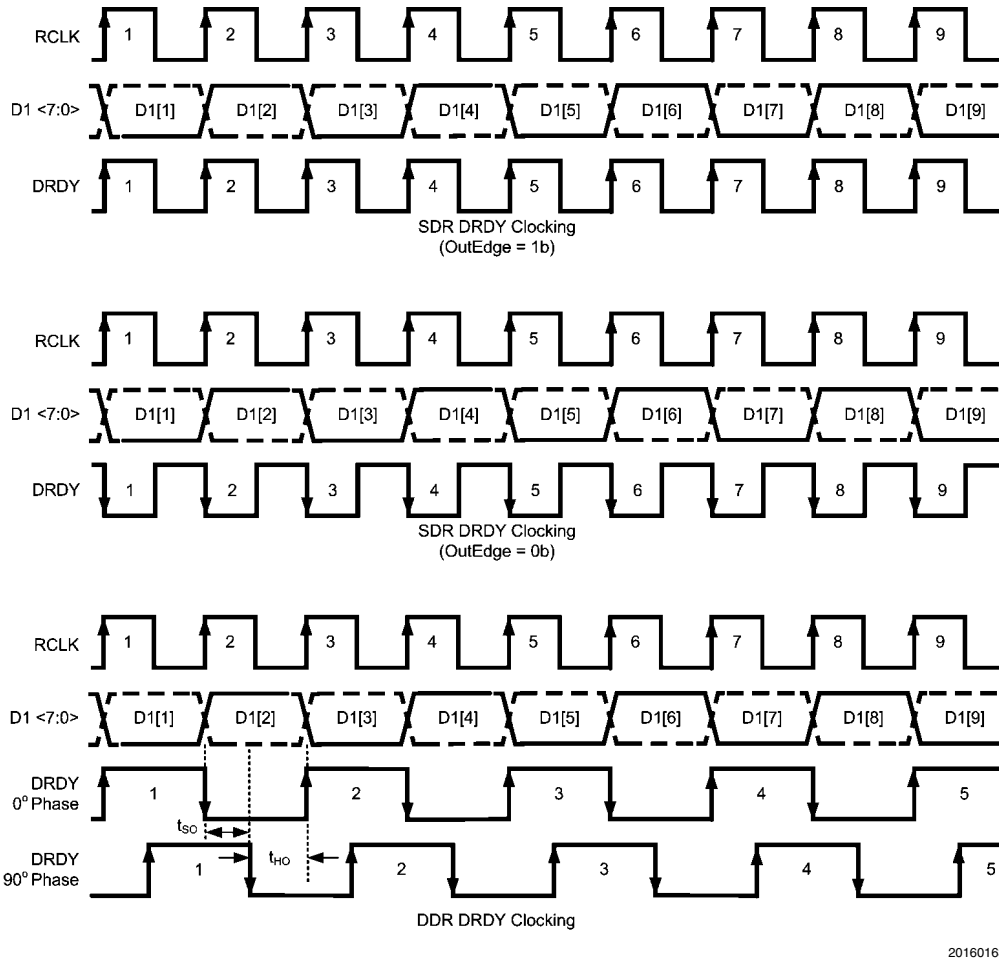 RCLK 1 2 3 4 5 6 7 8 9
D1 <7:0> D1[1] D1[2] D1[3] D1[4] D1[5] D1[6] D1[7] D1[8] D1[9]
DRDY 1 2 3 4 5 6 7 8 9
SDR DRDY Clocking
(OutEdge = 1b)
RCLK 1 2 3 4 5 6 7 8 9
D1 <7:0> D1[1] D1[2] D1[3] D1[4] D1[5] D1[6] D1[7] D1[8] D1[9]
DRDY 1 2 3 4 5 6 7 8 9
SDR DRDY Clocking
(OutEdge = 0b)
RCLK 1 2 3 4 5 6 7 8 9
D1 <7:0> D1[1] D1[2] D1[3] D1[4] D1[5] D1[6] D1[7] D1[8] D1[9]
DRDY
0° Phase 1 2 3 4 5
tSO
tHO
DRDY
90° Phase 1 2 3 4 5
DDR DRDY Clocking
2016016